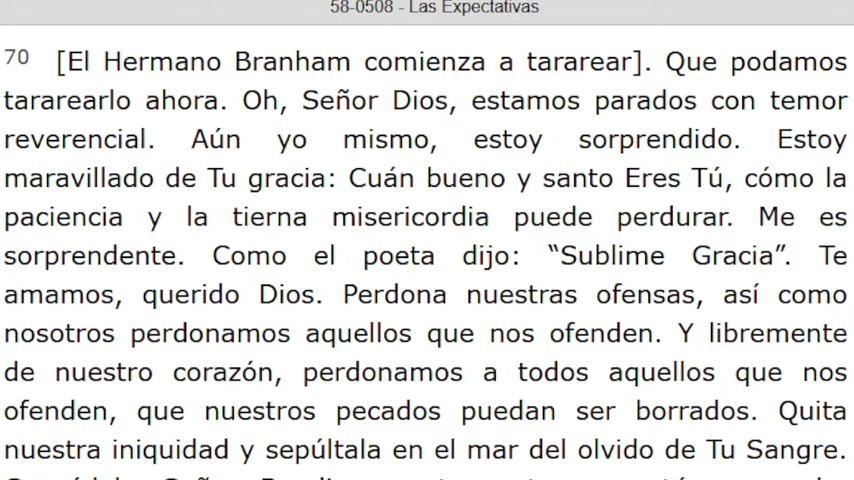 58-0508 - Las Expectativas
70 [El Hermano Branham comienza a tararear]. Que podamos
tararearlo ahora. Oh, Señor Dios, estamos parados con temor
reverencial. Aún yo mismo, estoy sorprendido. Estoy
maravillado de Tu gracia: Cuán bueno y santo Eres Tú, cómo la
paciencia y la tierna misericordia puede perdurar. Me es
sorprendente. Como el poeta dijo: “Sublime Gracia”. Te
amamos, querido Dios. Perdona nuestras ofensas, así como
nosotros perdonamos aquellos que nos ofenden. Y libremente
de nuestro corazón, perdonamos a todos aquellos que nos
ofenden, que nuestros pecados puedan ser borrados. Quita
nuestra iniquidad y sepúltala en el mar del olvido de Tu Sangre.